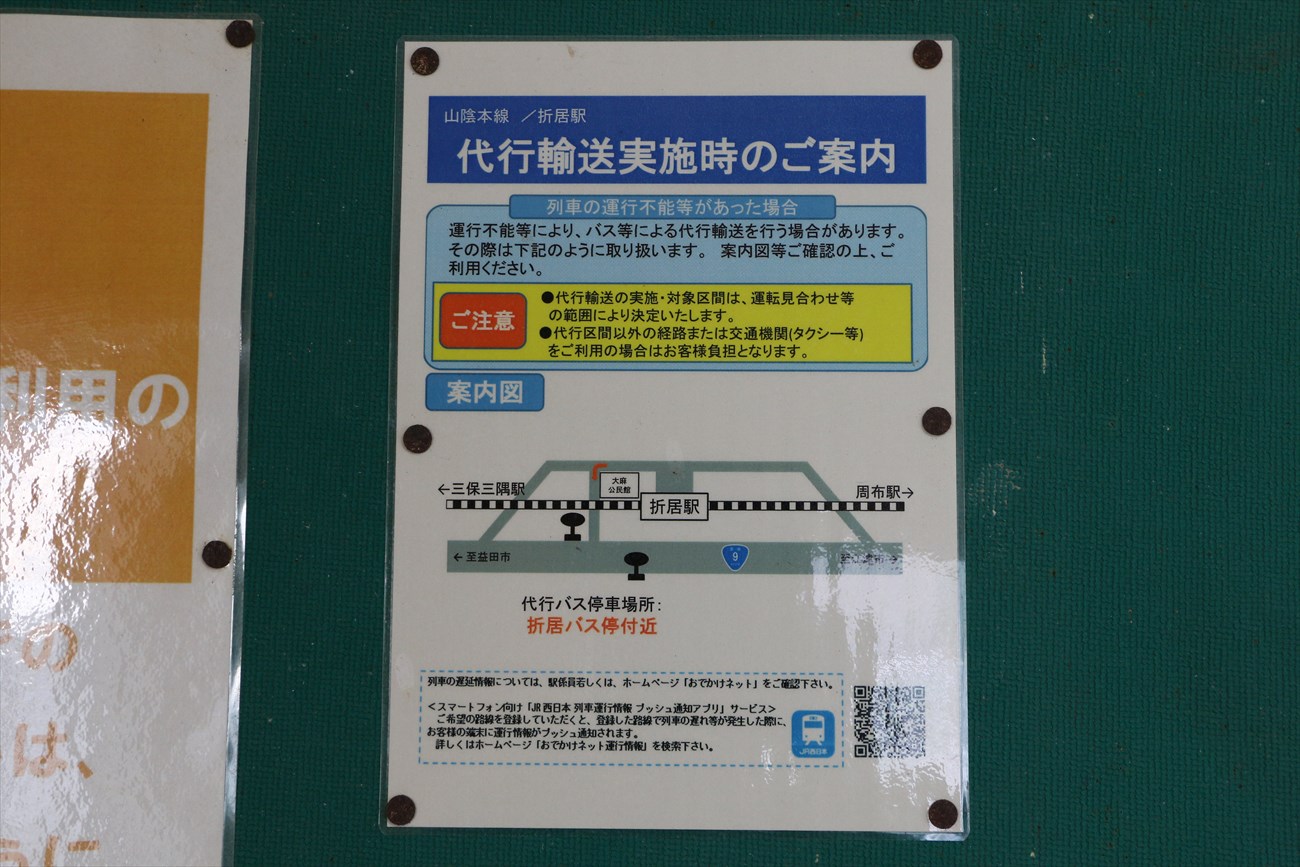 利用の
の
は、
うに
山陰本線 ／折居駅
代行輸送実施時のご案内
列車の運行不能等があった場合
運行不能等により、バス等による代行輸送を行う場合があります。
その際は下記のように取り扱います。 案内図等ご確認の上、ご
利用ください。
ご注意
●代行輸送の実施・対象区間は、運転見合わせ等
の範囲により決定いたします。
●代行区間以外の経路または交通機関(タクシー等)
をご利用の場合はお客様負担となります。
案内図
←三保三隅駅
大麻
公民館
折居駅
周布駅→
←至益田市
9
代行バス停車場所：
折居バス停付近
列車の遅延情報については、駅係員若しくは、ホームページ「おでかけネット」をご確認下さい。
＜スマートフォン向け「JR西日本 列車運行情報 プッシュ通知アプリ」サービス＞
ご希望の路線を登録していただくと、登録した路線で列車の遅れ等が発生した際に、
お客様の端末に運行情報がプッシュ通知されます。
詳しくはホームページ「おでかけネット運行情報」を検索下さい。
JR西日本